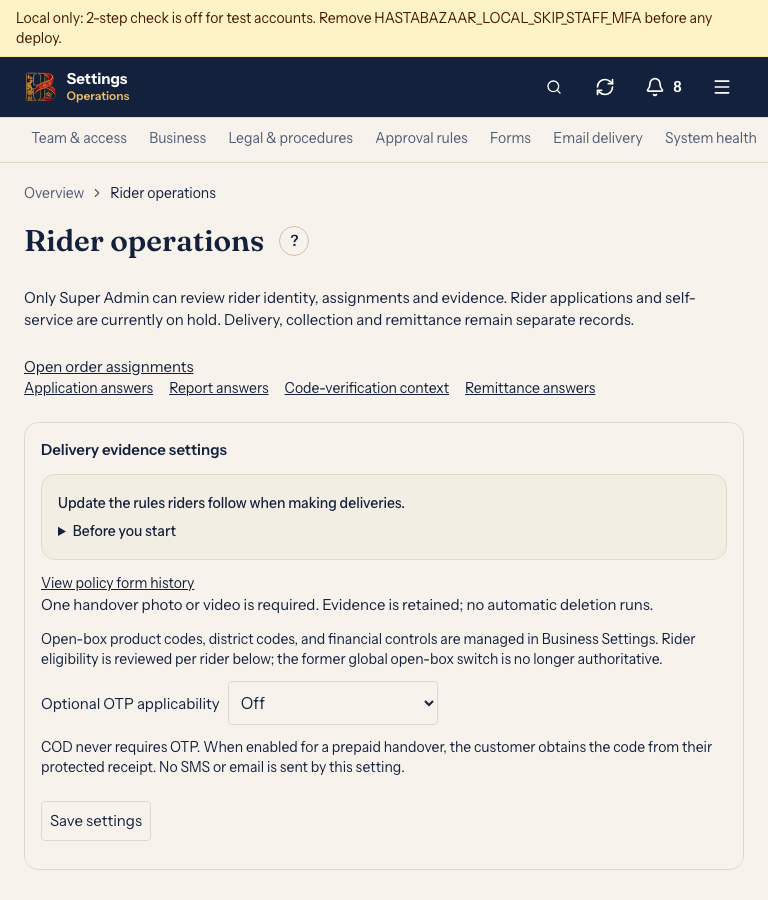 Local only: 2-step check is off for test accounts. Remove HASTABAZAAR_LOCAL_SKIP_STAFF_MFA before any
deploy.
Settings
Operations
8
Team & access Business Legal & procedures Approval rules Forms Email delivery System health
Overview > Rider operations
Rider operations ?
Only Super Admin can review rider identity, assignments and evidence. Rider applications and self-
service are currently on hold. Delivery, collection and remittance remain separate records.
Open order assignments
Application answers Report answers Code-verification context Remittance answers
Delivery evidence settings
Update the rules riders follow when making deliveries.
Before you start
View policy form history
One handover photo or video is required. Evidence is retained; no automatic deletion runs.
Open-box product codes, district codes, and financial controls are managed in Business Settings. Rider
eligibility is reviewed per rider below; the former global open-box switch is no longer authoritative.
Optional OTP applicability Off
COD never requires OTP. When enabled for a prepaid handover, the customer obtains the code from their
protected receipt. No SMS or email is sent by this setting.
Save settings